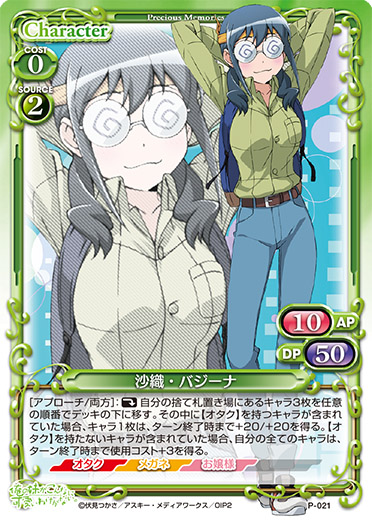 Precious Memories
Character
COST
0
SOURCE
2
10 AP
DP 50
沙織・バジーナ
[アプローチ/両方]：自分の捨て札置き場にあるキャラ3枚を任意
の順番でデッキの下に移す。その中に【オタク】を持つキャラが含まれ
ていた場合、キャラ1枚は、ターン終了時まで+20/+20を得る。【オ
タク】を持たないキャラが含まれていた場合、自分の全てのキャラは、
ターン終了時まで使用コスト+3を得る。
オタク メガネ お嬢様
©伏見つかさ/アスキー・メディアワークス/OIP2 P-021